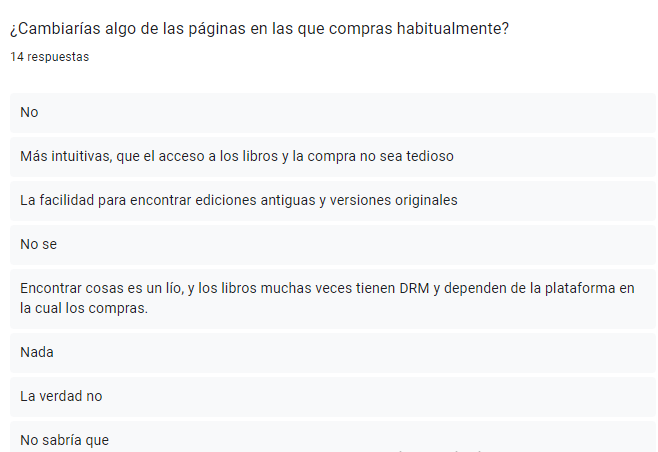 ¿Cambiarías algo de las páginas en las que compras habitualmente?
14 respuestas
No
Más intuitivas, que el acceso a los libros y la compra no sea tedioso
La facilidad para encontrar ediciones antiguas y versiones originales
No se
Encontrar cosas es un lío, y los libros muchas veces tienen DRM y dependen de la plataforma en
la cual los compras.
Nada
La verdad no
No sabría que